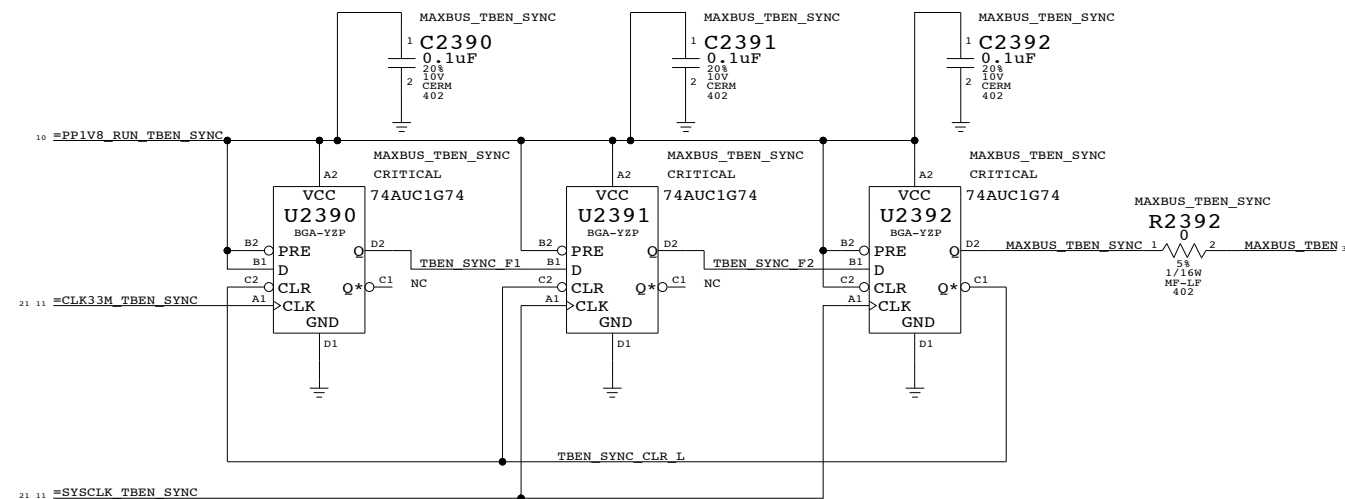 MAXBUS_TBEN_SYNC
1 C2390
0.1uF
20%
2 10V
CERM
402
MAXBUS_TBEN_SYNC
1 C2391
0.1uF
20%
2 10V
CERM
402
MAXBUS_TBEN_SYNC
1 C2392
0.1uF
20%
2 10V
CERM
402
10 =PP1V8_RUN_TBEN_SYNC
MAXBUS_TBEN_SYNC
CRITICAL
A2
74AUC1G74
VCC
U2390
BGA-YZP
B2 PRE
Q D2
B1 D
C2 CLR
Q* C1 NC
A1 CLK
GND
D1
TBEN_SYNC_F1
MAXBUS_TBEN_SYNC
CRITICAL
A2
74AUC1G74
VCC
U2391
BGA-YZP
B2 PRE
Q D2
B1 D
C2 CLR
Q* C1 NC
A1 CLK
GND
D1
TBEN_SYNC_F2
MAXBUS_TBEN_SYNC
CRITICAL
A2
74AUC1G74
VCC
U2392
BGA-YZP
B2 PRE
Q D2
B1 D
C2 CLR
Q* C1
A1 CLK
GND
D1
MAXBUS_TBEN_SYNC
R2392
0
MAXBUS_TBEN_SYNC 1 2 MAXBUS_TBEN
5%
1/16W
MF-LF
402
21 11 =CLK33M_TBEN_SYNC
TBEN_SYNC_CLR_L
21 11 =SYSCLK_TBEN_SYNC